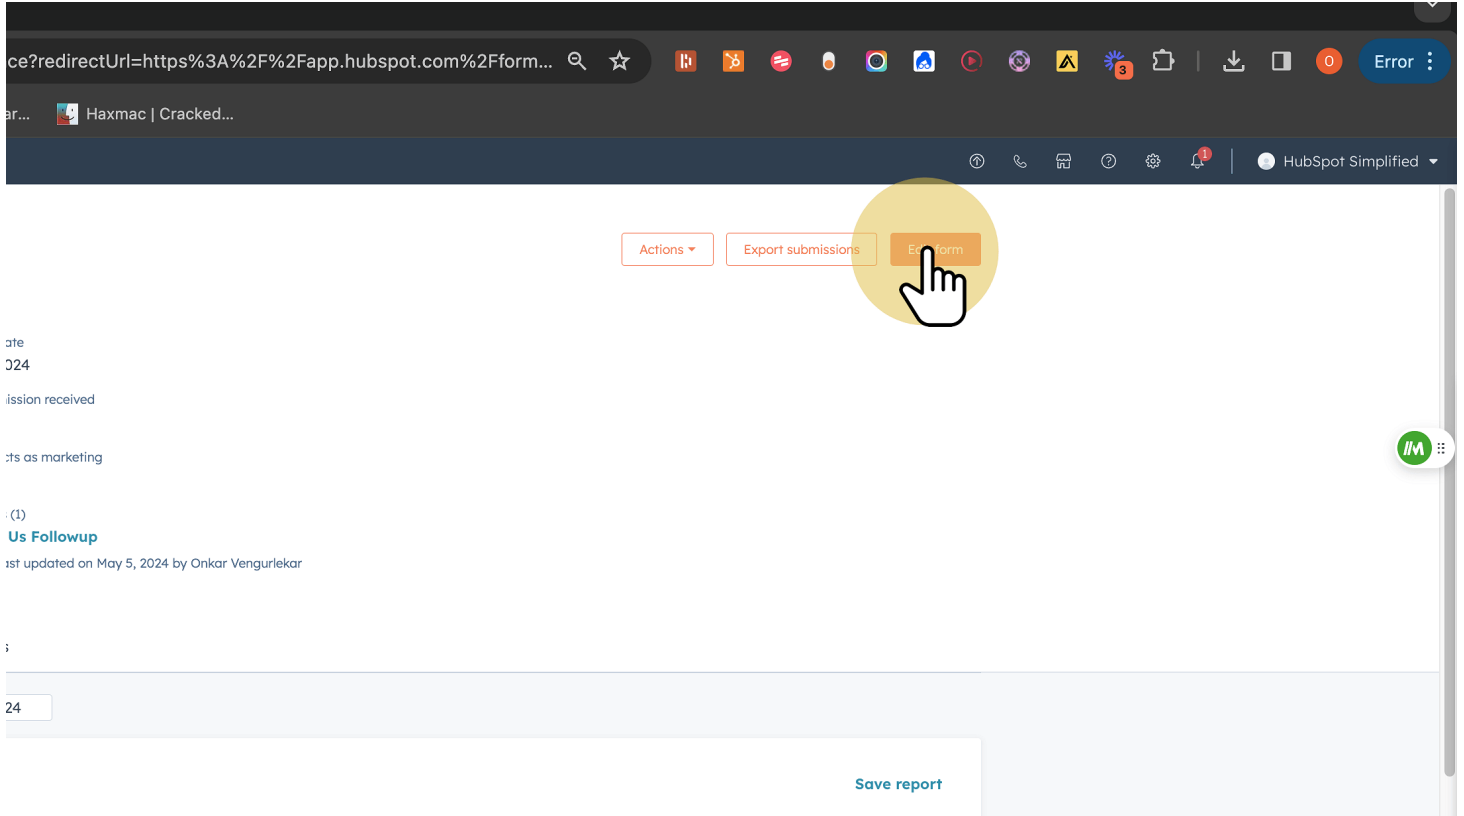 ce?redirectUrl=https%3A%2F%2Fapp.hubspot.com%2Fform...
3
O
Error
ar...
Haxmac | Cracked...
1
HubSpot Simplified
Actions
Export submissions
form
ate
024
ission received
cts as marketing
(1)
Us Followup
ast updated on May 5, 2024 by Onkar Vengurlekar
s
24
Save report